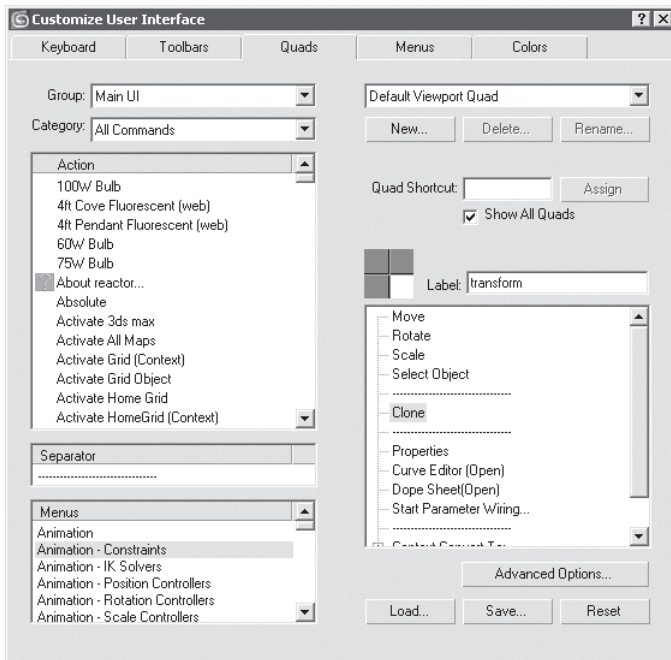 Customize User Interface
Keyboard Toolbars Quads Menus Colors
Group: Main UI
Category: All Commands
Action
100W Bulb
4ft Cove Fluorescent (web)
4ft Pendant Fluorescent (web)
60W Bulb
75W Bulb
About reactor...
Absolute
Activate 3ds max
Activate All Maps
Activate Grid (Context)
Activate Grid Object
Activate Home Grid
Activate HomeGrid (Context)
Separator
--------------------------------
Menus
Animation
Animation - Constraints
Animation - IK Solvers
Animation - Position Controllers
Animation - Rotation Controllers
Animation - Scale Controllers
Default Viewport Quad
New... Delete... Rename...
Quad Shortcut: Assign
Show All Quads
Label: transform
Move
Rotate
Scale
Select Object
--------------------------------
Clone
--------------------------------
Properties
Curve Editor (Open)
Dope Sheet(Open)
Start Parameter Wiring...
--------------------------------
Advanced Options...
Load... Save... Reset